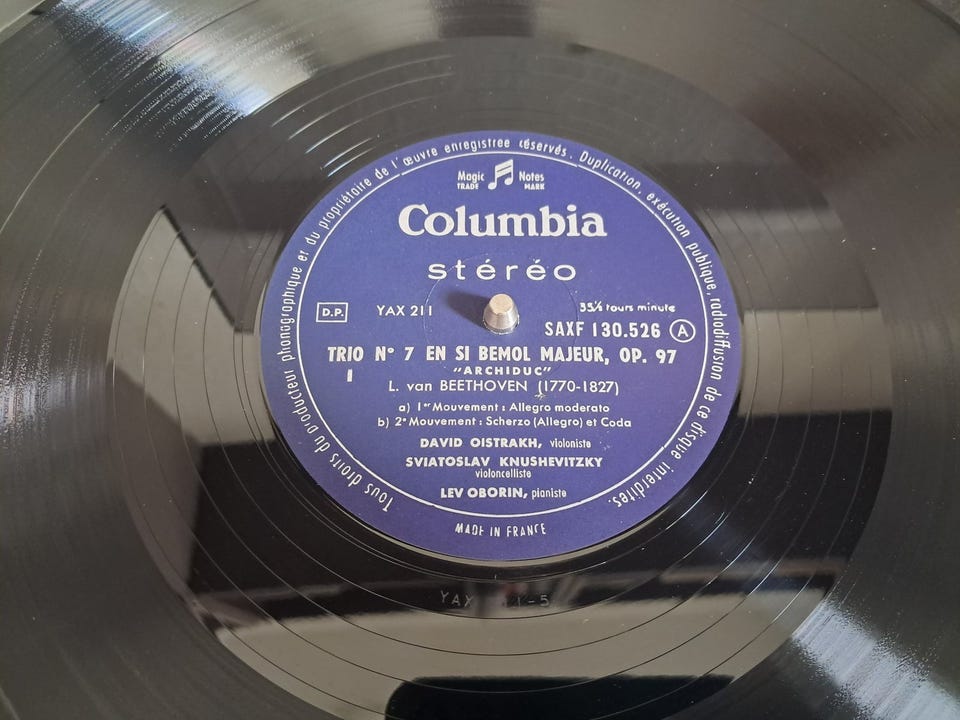 Tous droits du producteur phonographique et du propriétaire de l'œuvre enregistree réservés. Duplication, exécution publique, radiodiffusion de ce disque interdites.
Magic Notes
TRADE MARK
Columbia
stéréo
D.P. YAX 211 33⅓ tours minute
SAXF 130.526 A
TRIO N° 7 EN SI BEMOL MAJEUR, OP. 97
I "ARCHIDUC"
L. van BEETHOVEN (1770-1827)
a) 1er Mouvement : Allegro moderato
b) 2e Mouvement : Scherzo (Allegro) et Coda
DAVID OISTRAKH, violoniste
SVIATOSLAV KNUSHEVITZKY
violoncelliste
LEV OBORIN, pianiste
MADE IN FRANCE
YAX